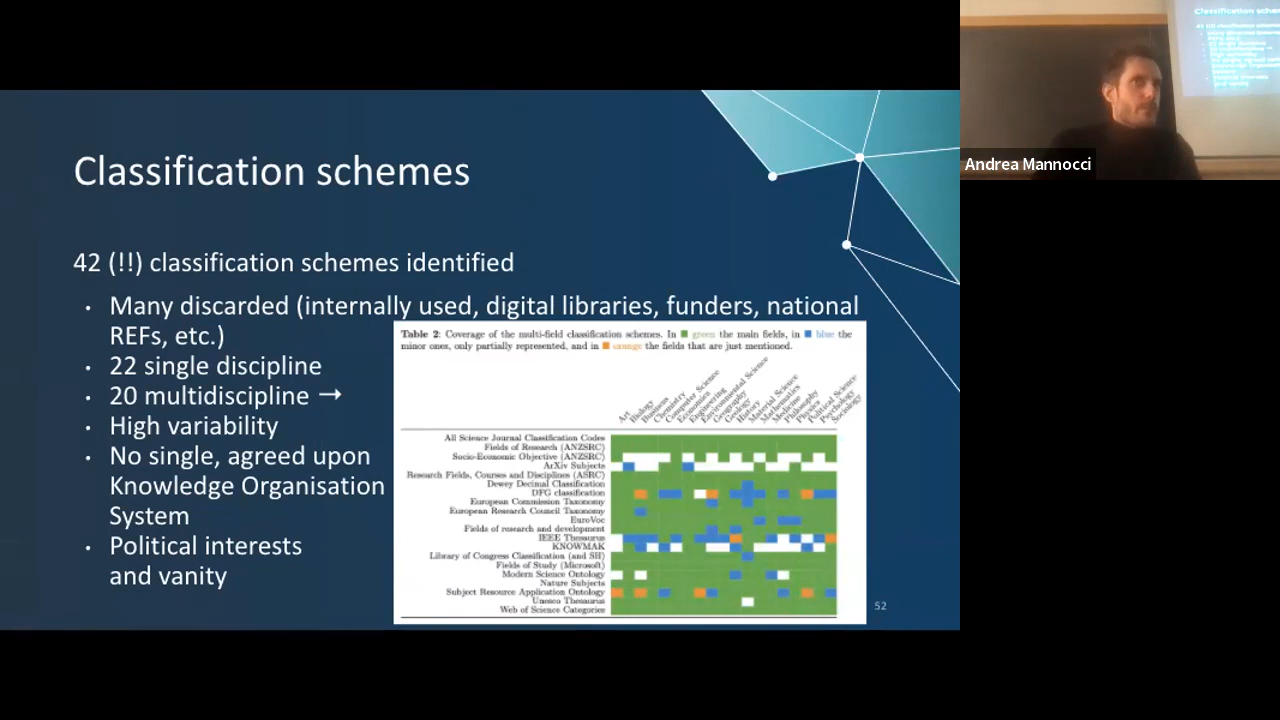 Classification schemes
42 (!!) classification schemes identified
• Many discarded (internally used, digital libraries, funders, national
REFs, etc.)
• 22 single discipline
• 20 multidiscipline →
• High variability
• No single, agreed upon
Knowledge Organisation
System
• Political interests
and vanity
Table 2: Coverage of the multi-field classification schemes. In green the main fields, in blue the
minor ones, only partially represented, and in orange the fields that are just mentioned.
Art
Biology
Business
Chemistry
Computer Science
Economics
Engineering
Environmental Science
Geography
Geology
History
Material Science
Mathematics
Medicine
Philosophy
Physics
Political Science
Psychology
Sociology
All Science Journal Classification Codes
Fields of Research (ANZSRC)
Socio-Economic Objective (ANZSRC)
ArXiv Subjects
Research Fields, Courses and Disciplines (ASRC)
Dewey Decimal Classification
DFG classification
European Commission Taxonomy
European Research Council Taxonomy
EuroVoc
Fields of research and development
IEEE Thesaurus
KNOWMAK
Library of Congress Classification (and SH)
Fields of Study (Microsoft)
Modern Science Ontology
Nature Subjects
Subject Resource Application Ontology
Unesco Thesaurus
Web of Science Categories
52
Andrea Mannocci